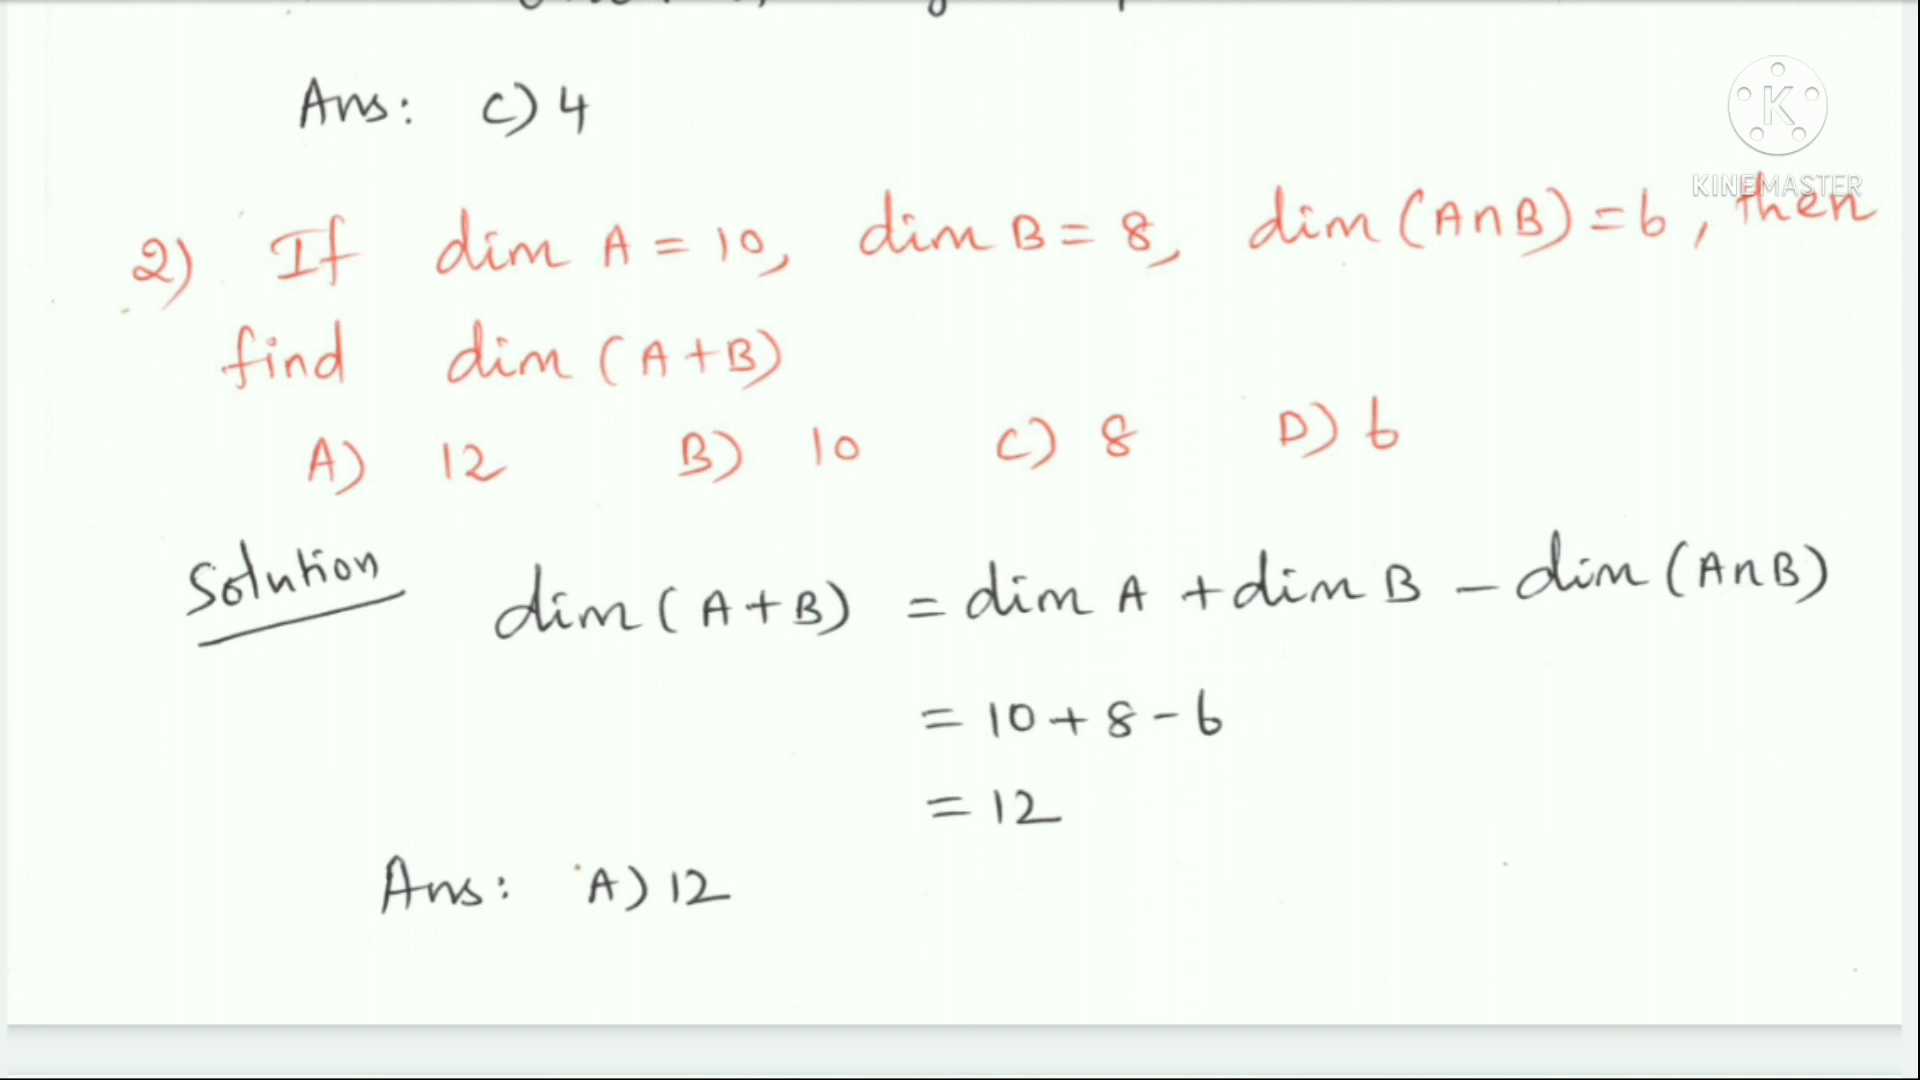 Ans: C) 4
KINEMASTER
2) If dim A = 10, dim B = 8, dim (A∩B) = 6, then
find dim (A+B)
A) 12 B) 10 C) 8 D) 6
Solution dim (A+B) = dim A + dim B - dim (A∩B)
= 10 + 8 - 6
= 12
Ans: A) 12